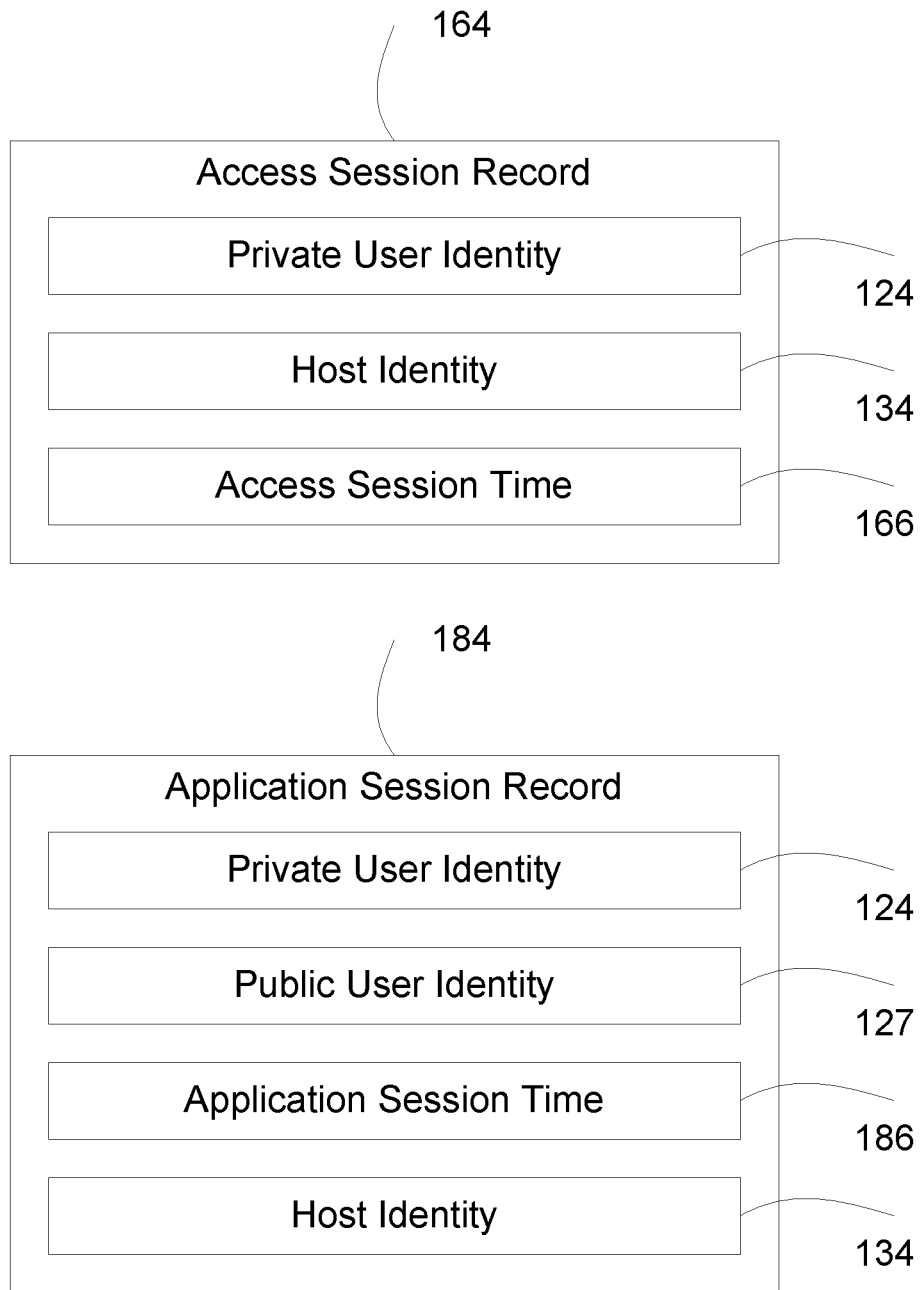 164
Access Session Record
Private User Identity
124
Host Identity
134
Access Session Time
166
184
Application Session Record
Private User Identity
124
Public User Identity
127
Application Session Time
186
Host Identity
134